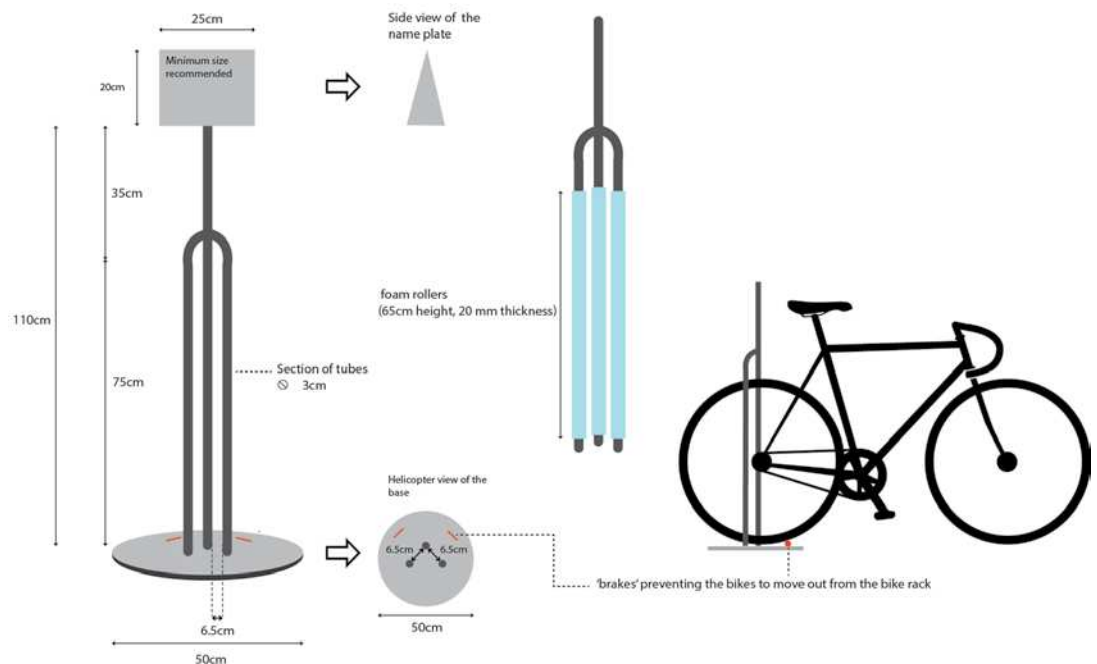 25cm
Side view of the
name plate
Minimum size
recommended
20cm
35cm
foam rollers
(65cm height, 20 mm thickness)
110cm
Section of tubes
3cm
75cm
Helicopter view of the
base
6.5cm 6.5cm
'brakes' preventing the bikes to move out from the bike rack
6.5cm
50cm
50cm